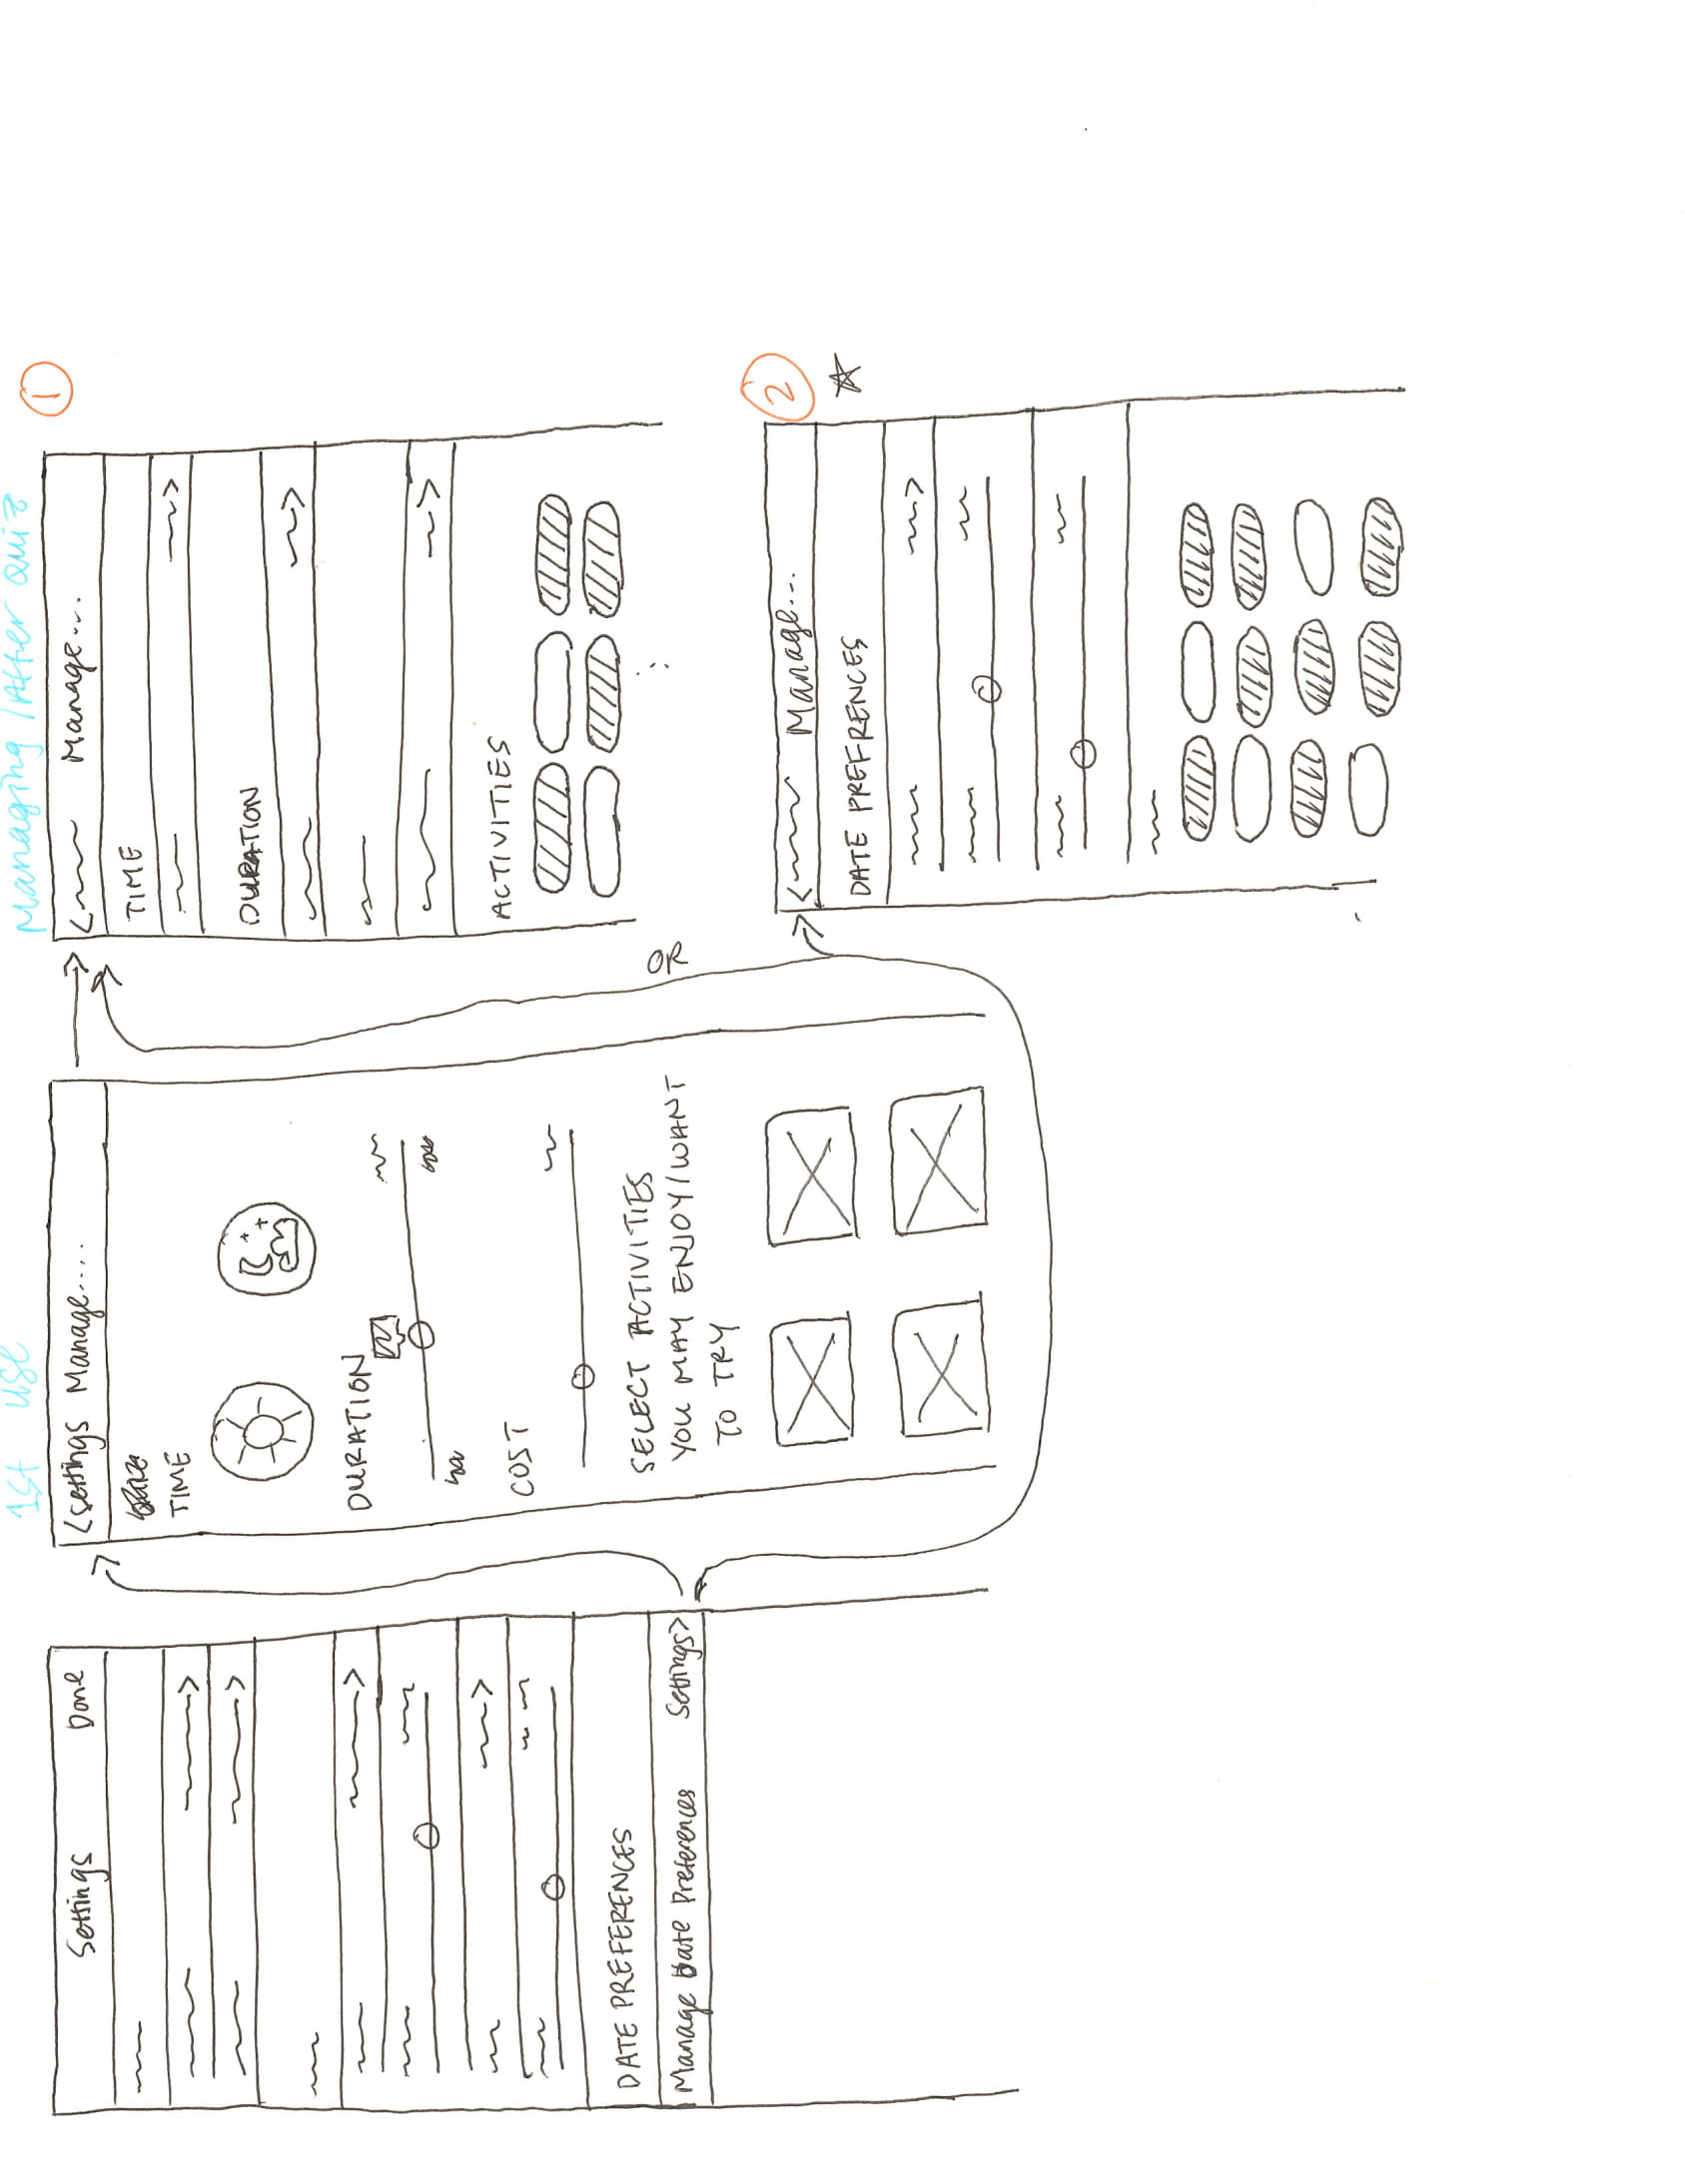 1st use
Managing / After Quiz
1
Settings Done
DATE PREFERENCES
Manage Date Preferences Settings>
<settings Manage....
TIME
DURATION
COST
SELECT ACTIVITIES
YOU MAY ENJOY/WANT
TO TRY
OR
< Manage...
TIME
DURATION
ACTIVITIES
2
< Manage...
DATE PREFRENCES